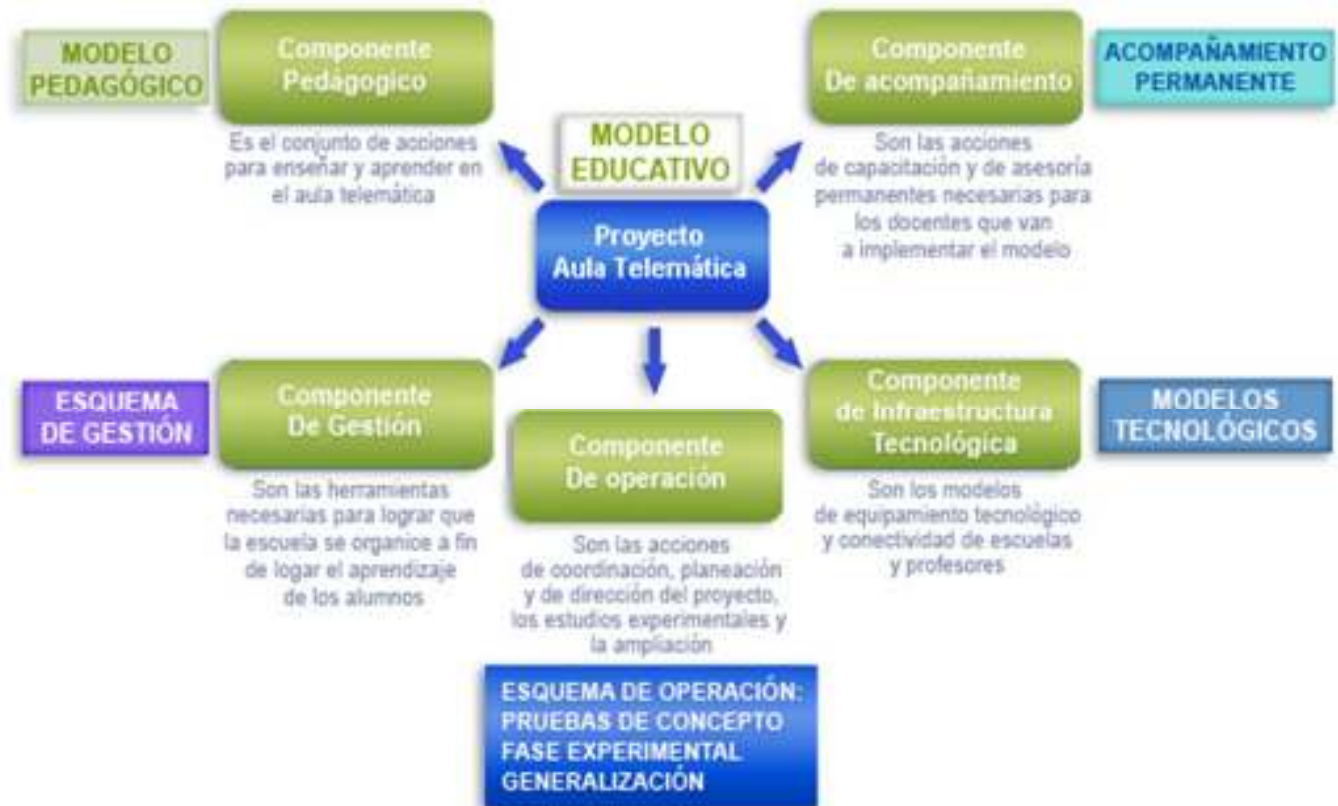 MODELO
PEDAGÓGICO
Componente
Pedágogico
Es el conjunto de acciones
para enseñar y aprender en
el aula telemática
MODELO
EDUCATIVO
Proyecto
Aula Telemática
Componente
De acompañamiento
ACOMPAÑAMIENTO
PERMANENTE
Son las acciones
de capacitación y de asesoría
permanentes necesarias para
los docentes que van
a implementar el modelo
ESQUEMA
DE GESTIÓN
Componente
De Gestión
Son las herramientas
necesarias para lograr que
la escuela se organice a fin
de logar el aprendizaje
de los alumnos
Componente
De operación
Son las acciones
de coordinación, planeación
y de dirección del proyecto,
los estudios experimentales y
la ampliación
ESQUEMA DE OPERACIÓN:
PRUEBAS DE CONCEPTO
FASE EXPERIMENTAL
GENERALIZACIÓN
Componente
de Infraestructura
Tecnológica
MODELOS
TECNOLÓGICOS
Son los modelos
de equipamiento tecnológico
y conectividad de escuelas
y profesores